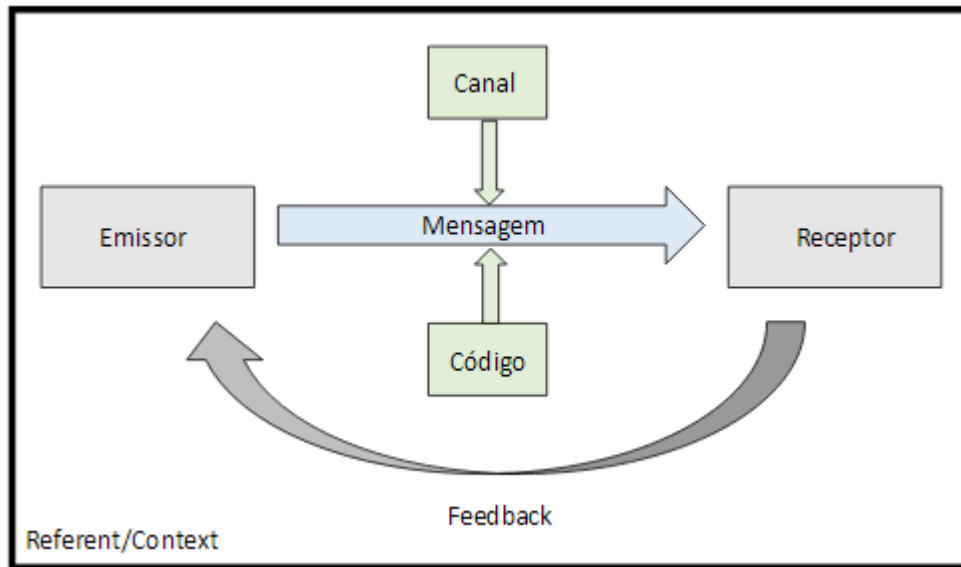 Canal
Emissor
Mensagem
Receptor
Código
Feedback
Referent/Context